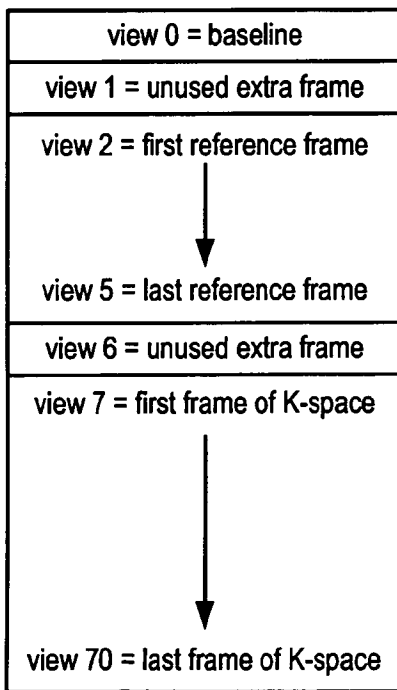 view 0 = baseline
view 1 = unused extra frame
view 2 = first reference frame
view 5 = last reference frame
view 6 = unused extra frame
view 7 = first frame of K-space
view 70 = last frame of K-space